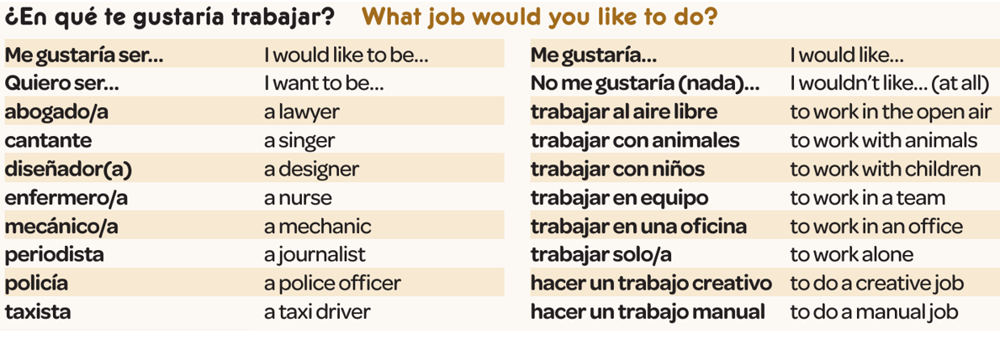 ¿En qué te gustaría trabajar? What job would you like to do?
Me gustaría ser... I would like to be...
Quiero ser... I want to be...
abogado/a a lawyer
cantante a singer
diseñador(a) a designer
enfermero/a a nurse
mecánico/a a mechanic
periodista a journalist
policía a police officer
taxista a taxi driver
Me gustaría... I would like...
No me gustaría (nada)... I wouldn't like... (at all)
trabajar al aire libre to work in the open air
trabajar con animales to work with animals
trabajar con niños to work with children
trabajar en equipo to work in a team
trabajar en una oficina to work in an office
trabajar solo/a to work alone
hacer un trabajo creativo to do a creative job
hacer un trabajo manual to do a manual job